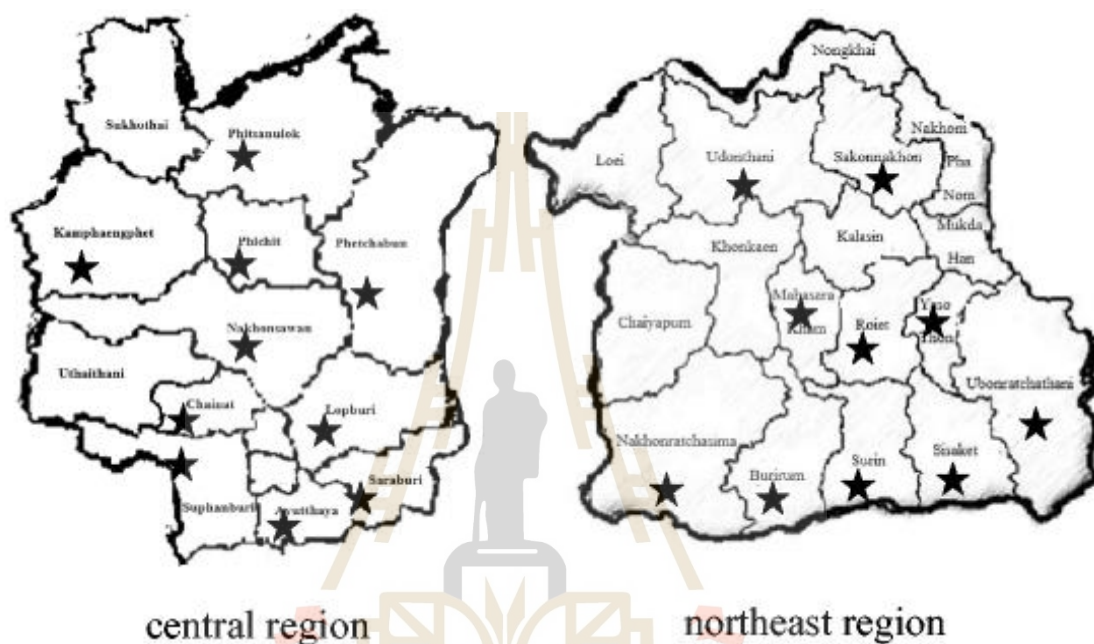 Sukhothai
Phitsanulok
Kamphaengphet
Phichit
Phetchabun
Nakhonsawan
Uthaithani
Chainat
Lopburi
Saraburi
Suphanburi
Ayutthaya
central region
Nongkhai
Loei
Udonthani
Sakonnakhon
Nakhom
Pha
Nom
Mukda
Han
Khonkaen
Kalasin
Chaiyapum
Mahasara
Kham
Roiet
Yaso
Thon
Ubonratchathani
Nakhonratchasima
Burirum
Surin
Sisaket
northeast region